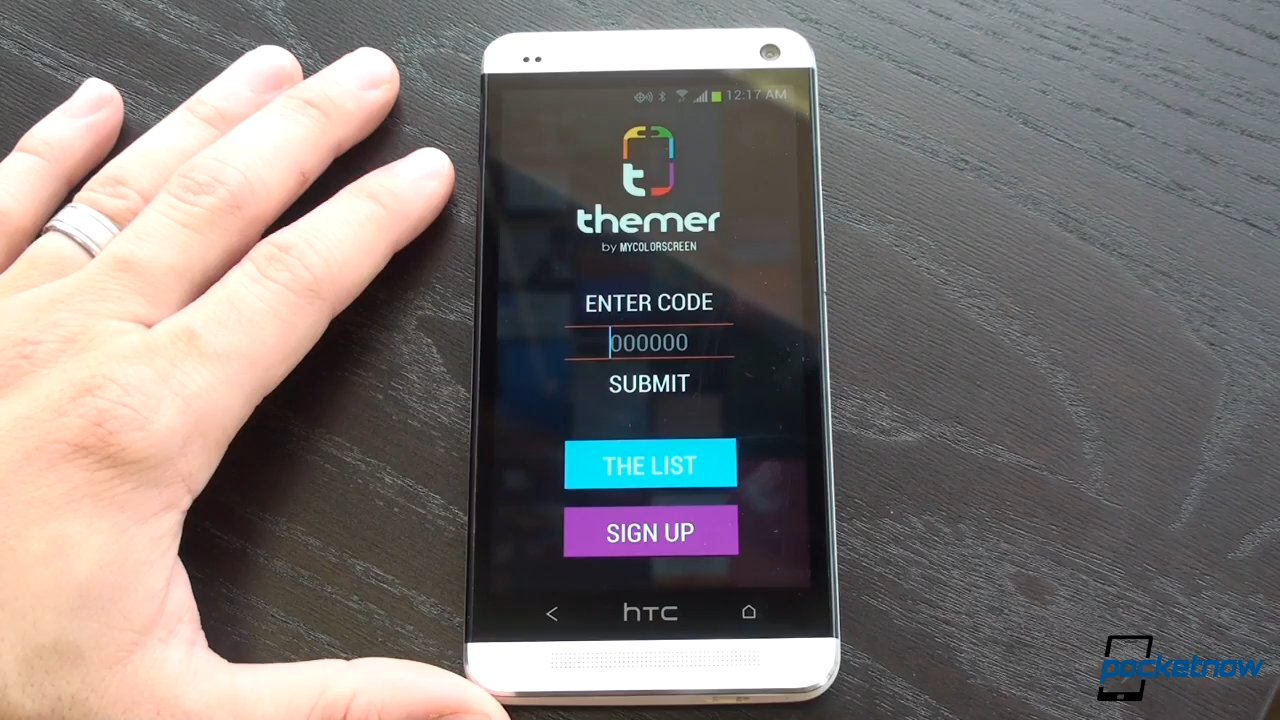 12:17 AM
t
themer
by MYCOLORSCREEN
ENTER CODE
000000
SUBMIT
THE LIST
SIGN UP
hTC
pocketnow